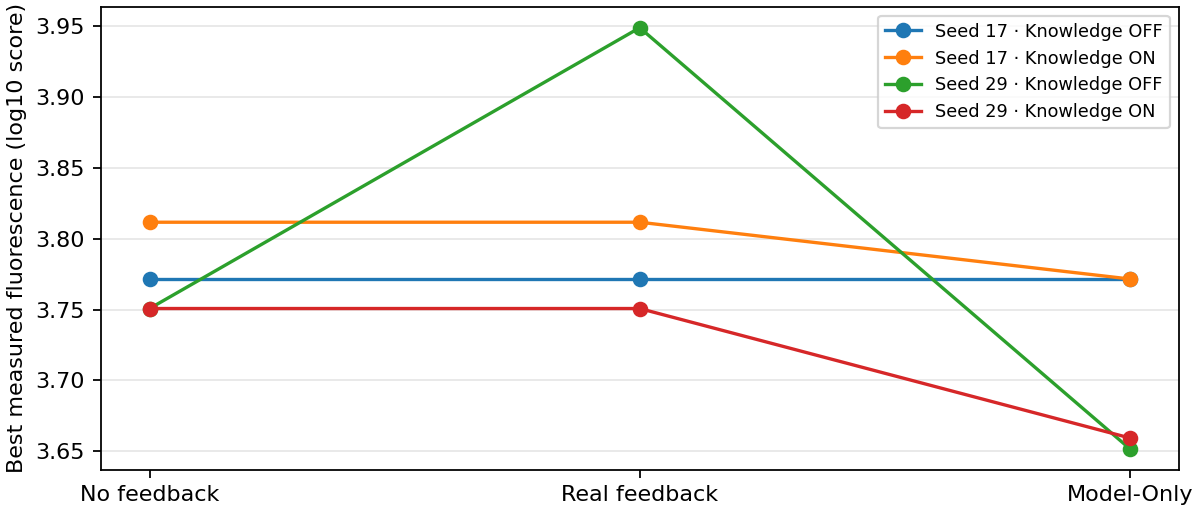 Best measured fluorescence (log10 score)
3.95
3.90
3.85
3.80
3.75
3.70
3.65
Seed 17 · Knowledge OFF
Seed 17 · Knowledge ON
Seed 29 · Knowledge OFF
Seed 29 · Knowledge ON
No feedback
Real feedback
Model-Only